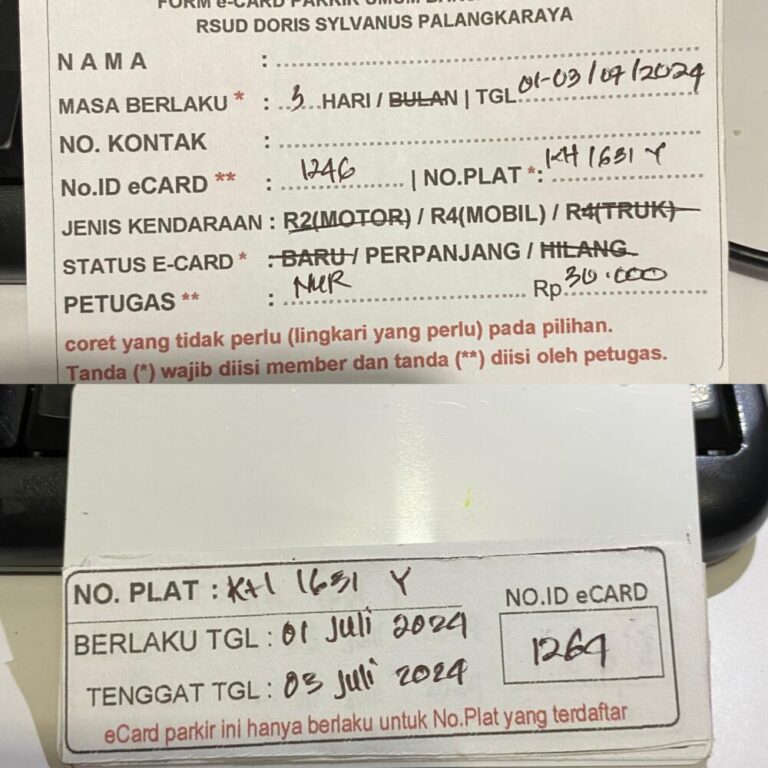 FORM e-CARD PARKIR UMUM
RSUD DORIS SYLVANUS PALANGKARAYA
NAMA :
MASA BERLAKU * : 3 HARI / BULAN | TGL 01-03/07/2024
NO. KONTAK :
No.ID eCARD ** : 1246 | NO.PLAT *: KH 1631 Y
JENIS KENDARAAN : R2(MOTOR) / R4(MOBIL) / R4(TRUK)
STATUS E-CARD * : BARU / PERPANJANG / HILANG
PETUGAS ** : NUR Rp 30.000
coret yang tidak perlu (lingkari yang perlu) pada pilihan.
Tanda (*) wajib diisi member dan tanda (**) diisi oleh petugas.
NO. PLAT : KH 1631 Y
NO.ID eCARD
BERLAKU TGL : 01 Juli 2024
1264
TENGGAT TGL : 03 Juli 2024
eCard parkir ini hanya berlaku untuk No.Plat yang terdaftar